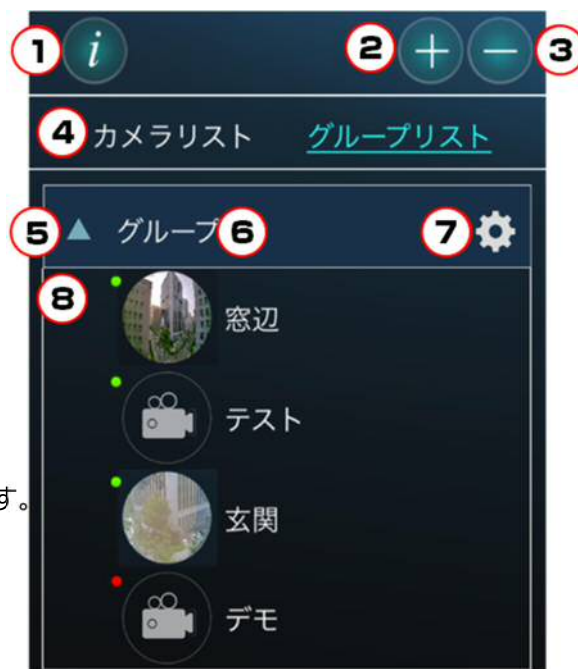 1 i 2 + − 3
4 カメラリスト グループリスト
5 ▲ グループ 6 7
8
窓辺
テスト
す。
玄関
デモ